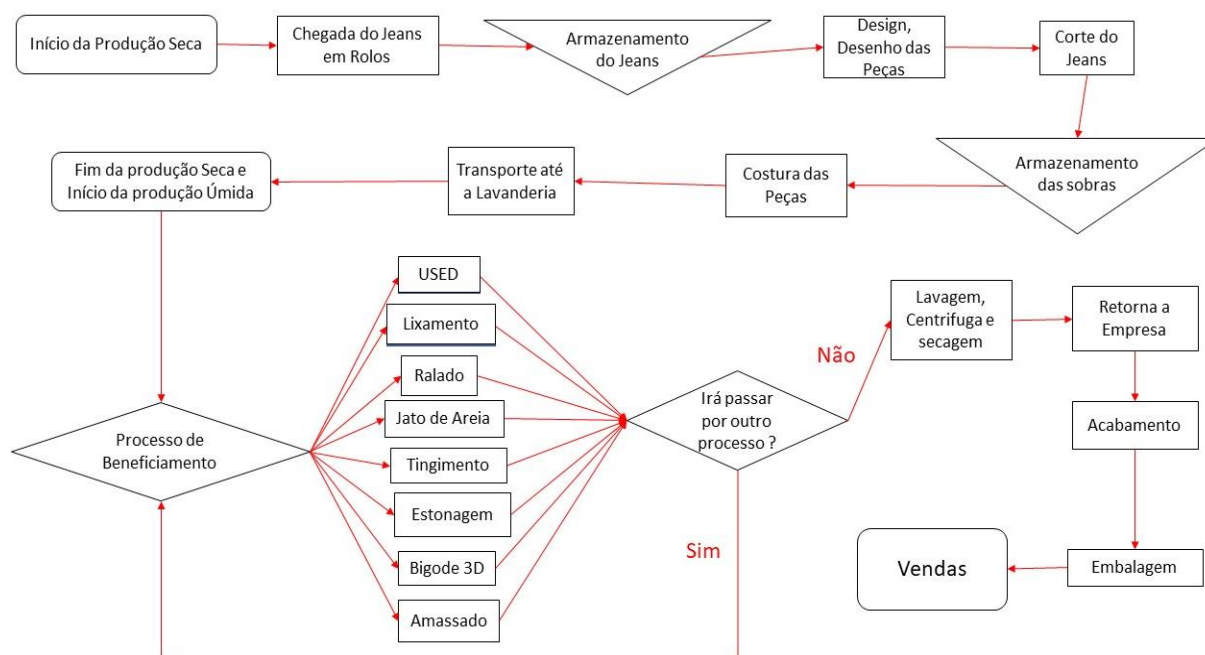 Início da Produção Seca
Chegada do Jeans
em Rolos
Armazenamento
do Jeans
Design,
Desenho das
Peças
Corte do
Jeans
Armazenamento
das sobras
Costura das
Peças
Transporte até
a Lavanderia
Fim da produção Seca e
Início da produção Úmida
Processo de
Beneficiamento
USED
Lixamento
Ralado
Jato de Areia
Tingimento
Estonagem
Bigode 3D
Amassado
Irá passar
por outro
processo ?
Sim
Não
Lavagem,
Centrifuga e
secagem
Retorna a
Empresa
Acabamento
Embalagem
Vendas